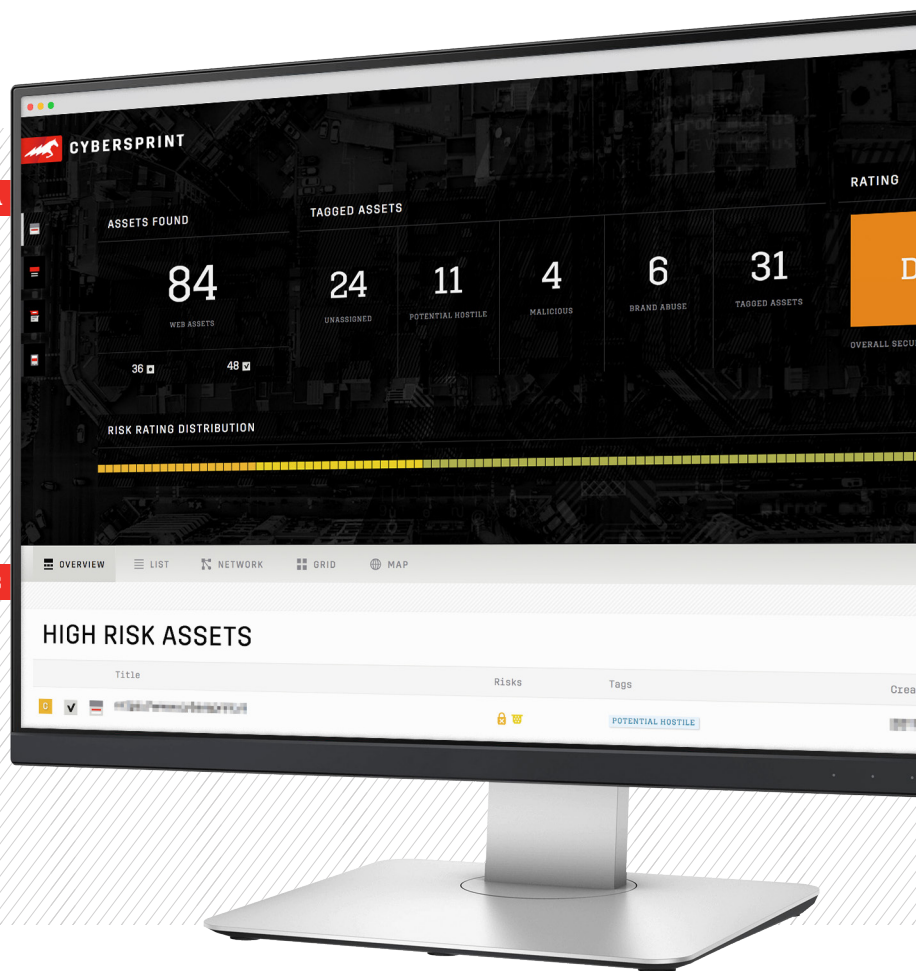 CYBERSPRINT
RATING
ASSETS FOUND
TAGGED ASSETS
84
WEB ASSETS
24
UNASSIGNED
11
POTENTIAL HOSTILE
4
MALICIOUS
6
BRAND ABUSE
31
TAGGED ASSETS
D
OVERALL SECU
36
48
RISK RATING DISTRIBUTION
OVERVIEW
LIST
NETWORK
GRID
MAP
HIGH RISK ASSETS
Title
Risks
Tags
Crea
C
POTENTIAL HOSTILE